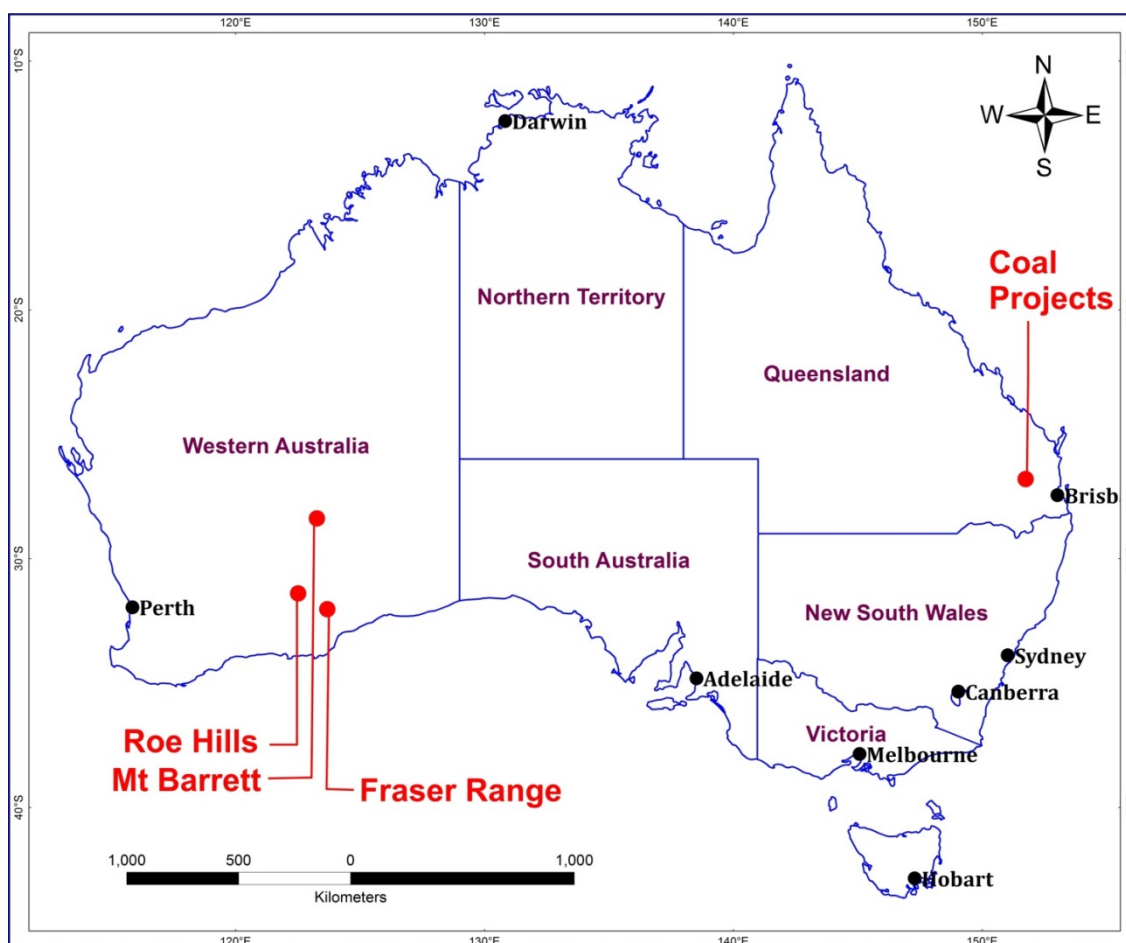 120°E
130°E
140°E
150°E
10°S
20°S
30°S
40°S
N
W
E
S
Darwin
Coal
Projects
Northern Territory
Queensland
Western Australia
Brisb
South Australia
Perth
New South Wales
Sydney
Adelaide
Canberra
Victoria
Melbourne
Roe Hills
Mt Barrett
Fraser Range
1,000
500
0
1,000
Kilometers
Hobart
120°E
130°E
140°E
150°E